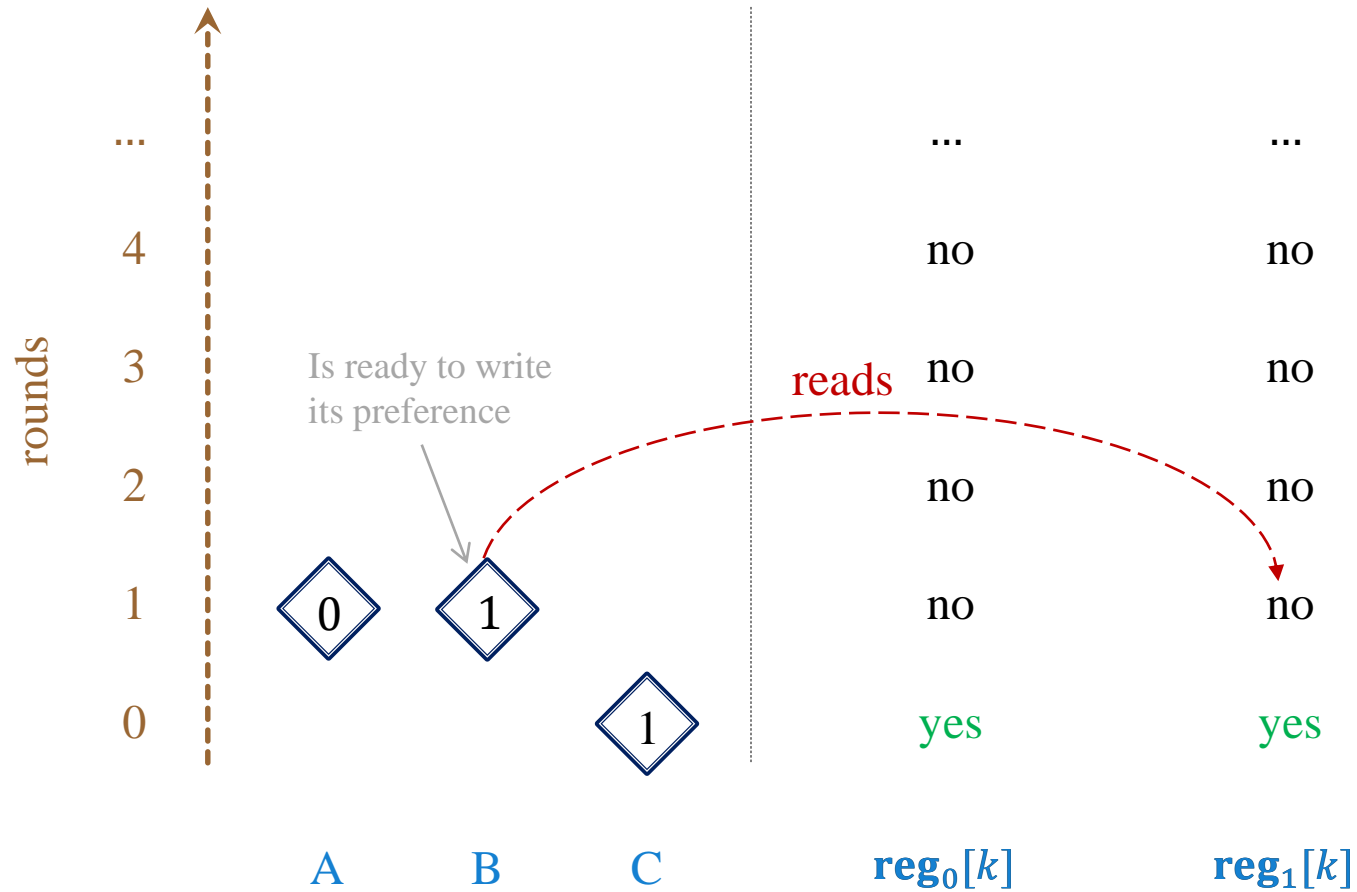 ... ... ...
4 no no
rounds
Is ready to write
its preference
3 reads no no
2 no no
1 0 1 no no
0 1 yes yes
A B C reg₀[k] reg₁[k]